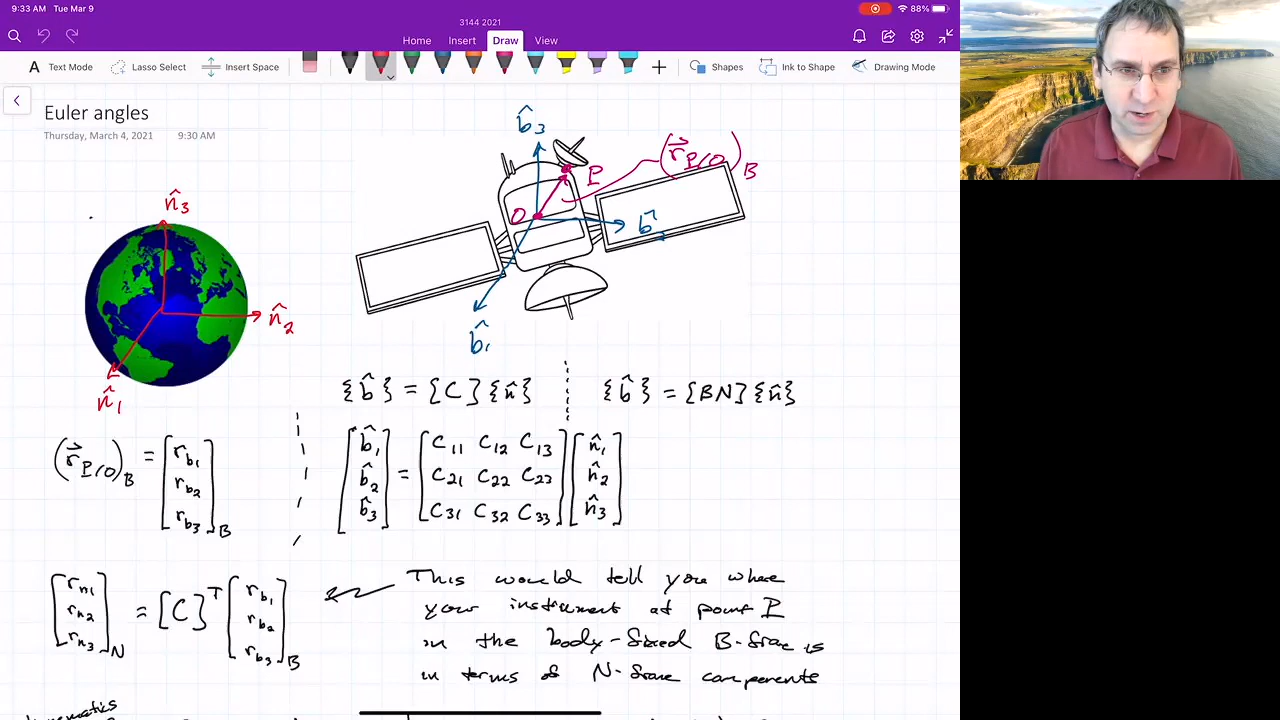 9:33 AM Tue Mar 9
88%
3144 2021
Home Insert Draw View
Text Mode Lasso Select Insert Space Shapes Ink to Shape Drawing Mode
Euler angles
Thursday, March 4, 2021 9:30 AM
b̂3
(r⃗P/O)B
P
O
b̂2
b̂1
n̂3
n̂2
n̂1
{b̂} = [C]{n̂}
{b̂} = [BN]{n̂}
(r⃗P/O)B = [rb1 rb2 rb3]B
[b̂1 b̂2 b̂3] = [C11 C12 C13
C21 C22 C23
C31 C32 C33] [n̂1 n̂2 n̂3]
[rn1 rn2 rn3]N = [C]T [rb1 rb2 rb3]B
This would tell you where
your instrument at point P
in the body-fixed B-frame is
in terms of N-frame components